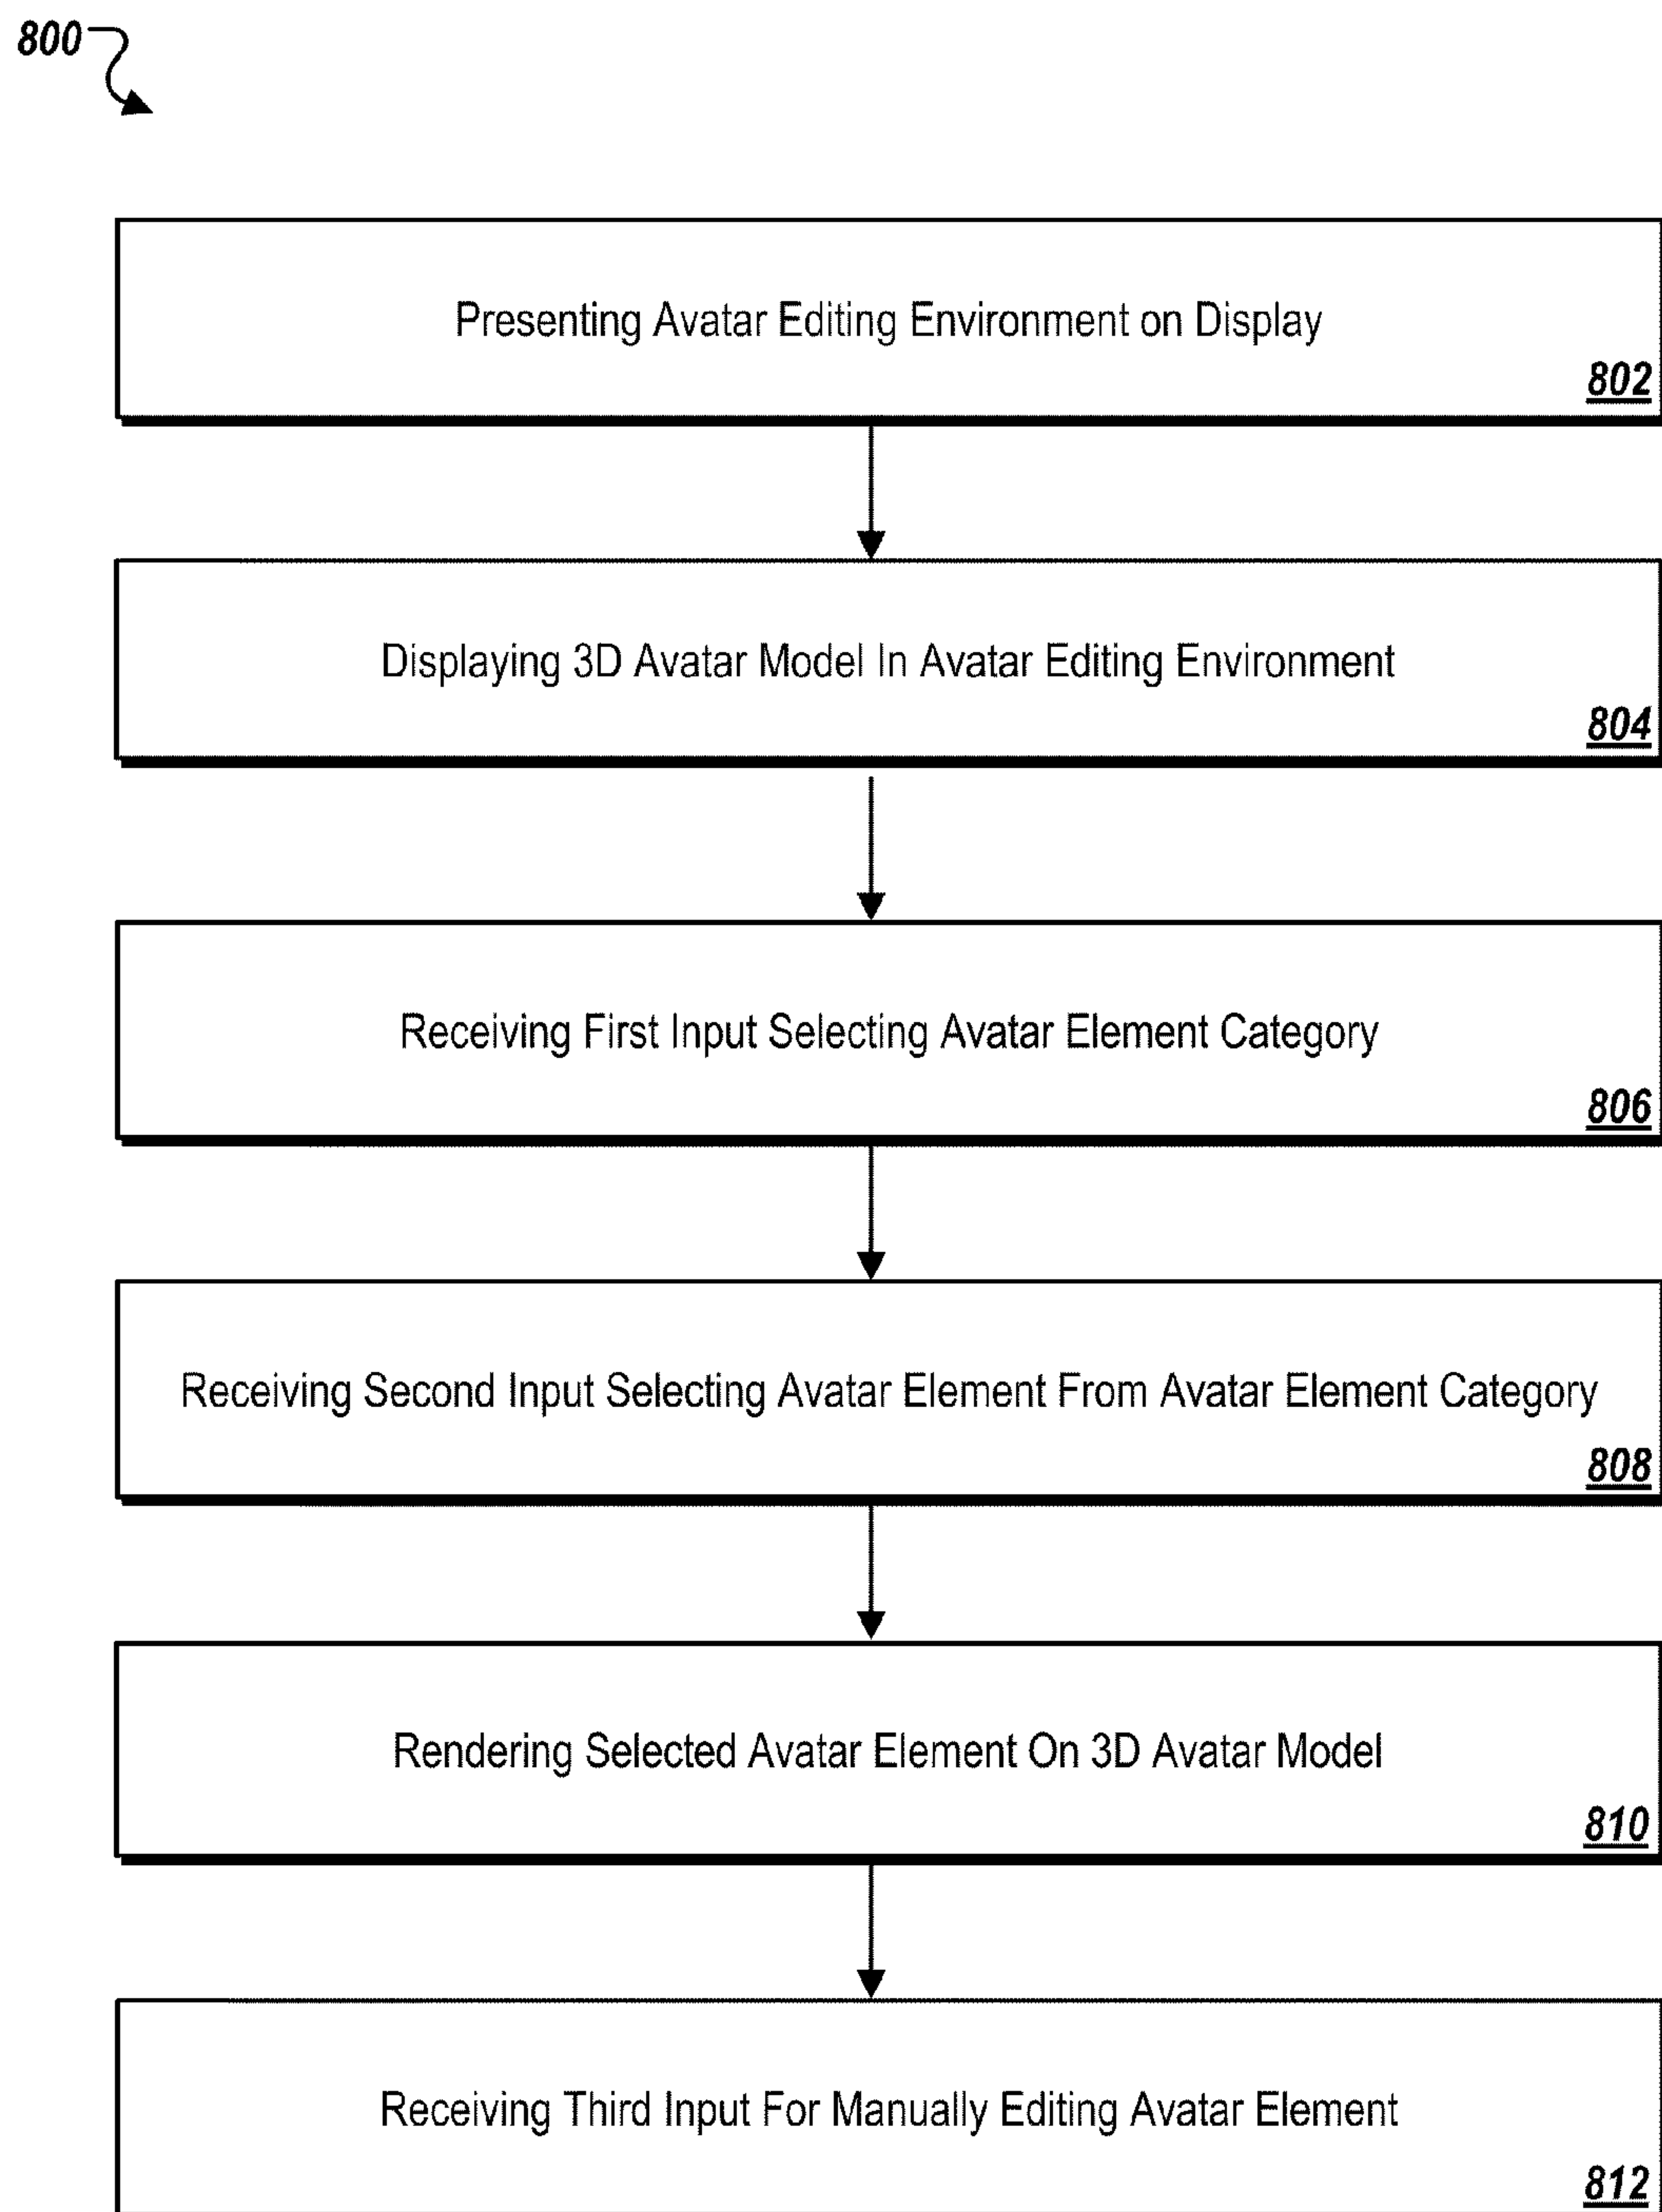 800
Presenting Avatar Editing Environment on Display
802
Displaying 3D Avatar Model In Avatar Editing Environment
804
Receiving First Input Selecting Avatar Element Category
806
Receiving Second Input Selecting Avatar Element From Avatar Element Category
808
Rendering Selected Avatar Element On 3D Avatar Model
810
Receiving Third Input For Manually Editing Avatar Element
812